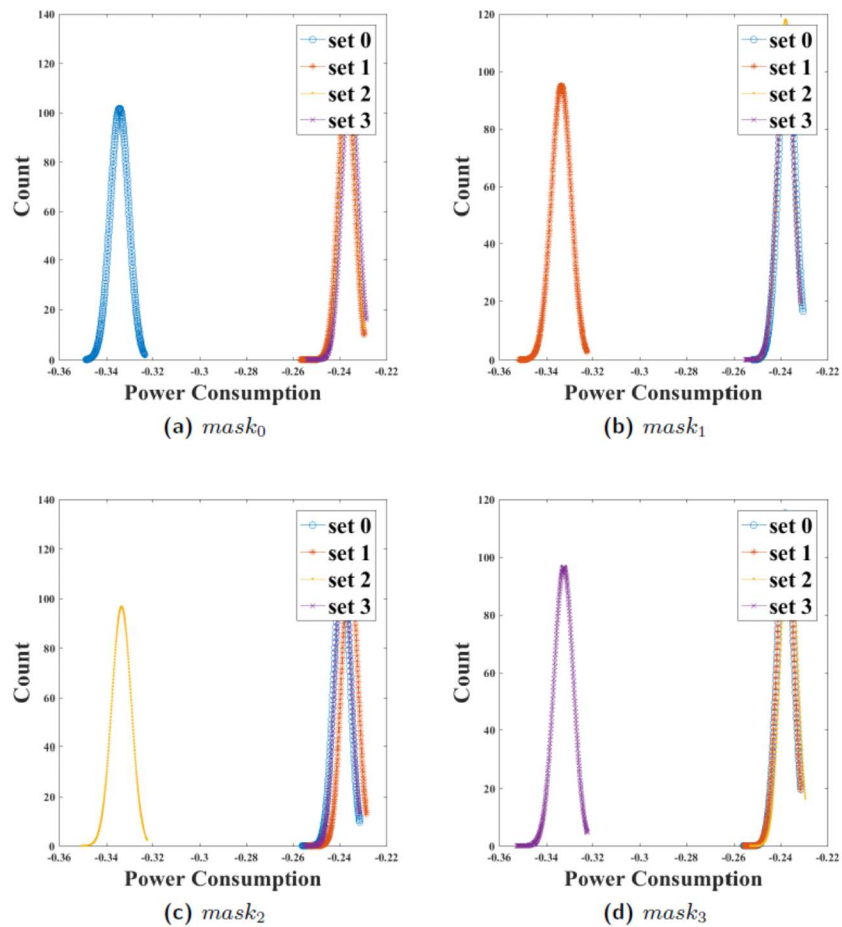 140
120
100
80
60
40
20
0
Count
set 0
set 1
set 2
set 3
-0.36 -0.34 -0.32 -0.3 -0.28 -0.26 -0.24 -0.22
Power Consumption
(a) mask0
120
100
80
60
40
20
0
Count
set 0
set 1
set 2
set 3
-0.36 -0.34 -0.32 -0.3 -0.28 -0.26 -0.24 -0.22
Power Consumption
(b) mask1
140
120
100
80
60
40
20
0
Count
set 0
set 1
set 2
set 3
-0.36 -0.34 -0.32 -0.3 -0.28 -0.26 -0.24 -0.22
Power Consumption
(c) mask2
120
100
80
60
40
20
0
Count
set 0
set 1
set 2
set 3
-0.36 -0.34 -0.32 -0.3 -0.28 -0.26 -0.24 -0.22
Power Consumption
(d) mask3